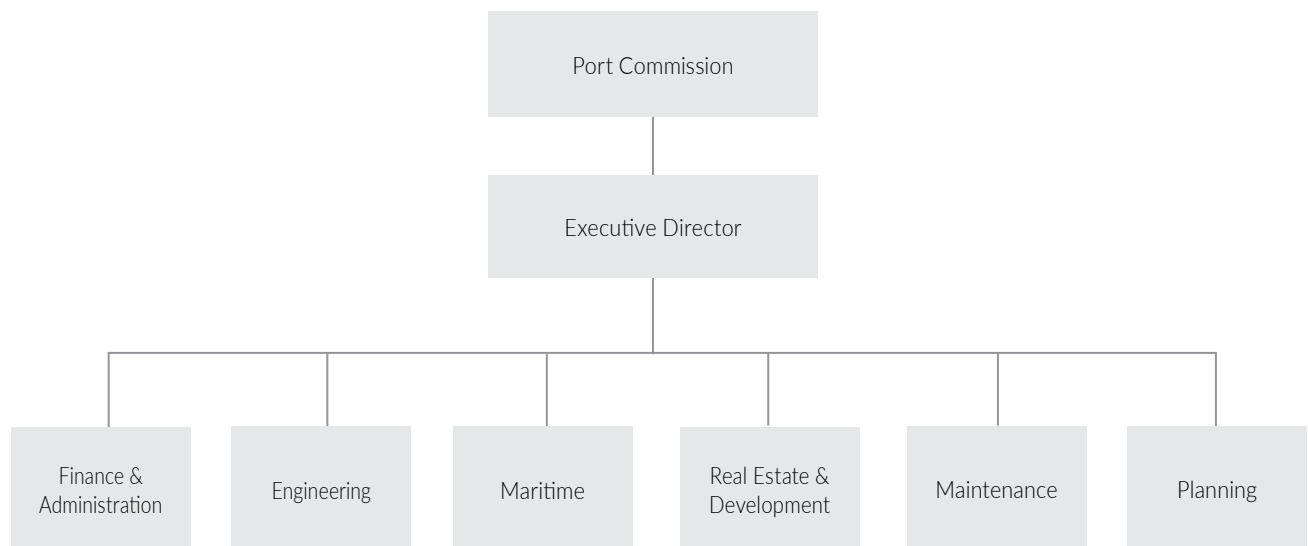 Port Commission
Executive Director
Finance &
Administration
Engineering
Maritime
Real Estate &
Development
Maintenance
Planning